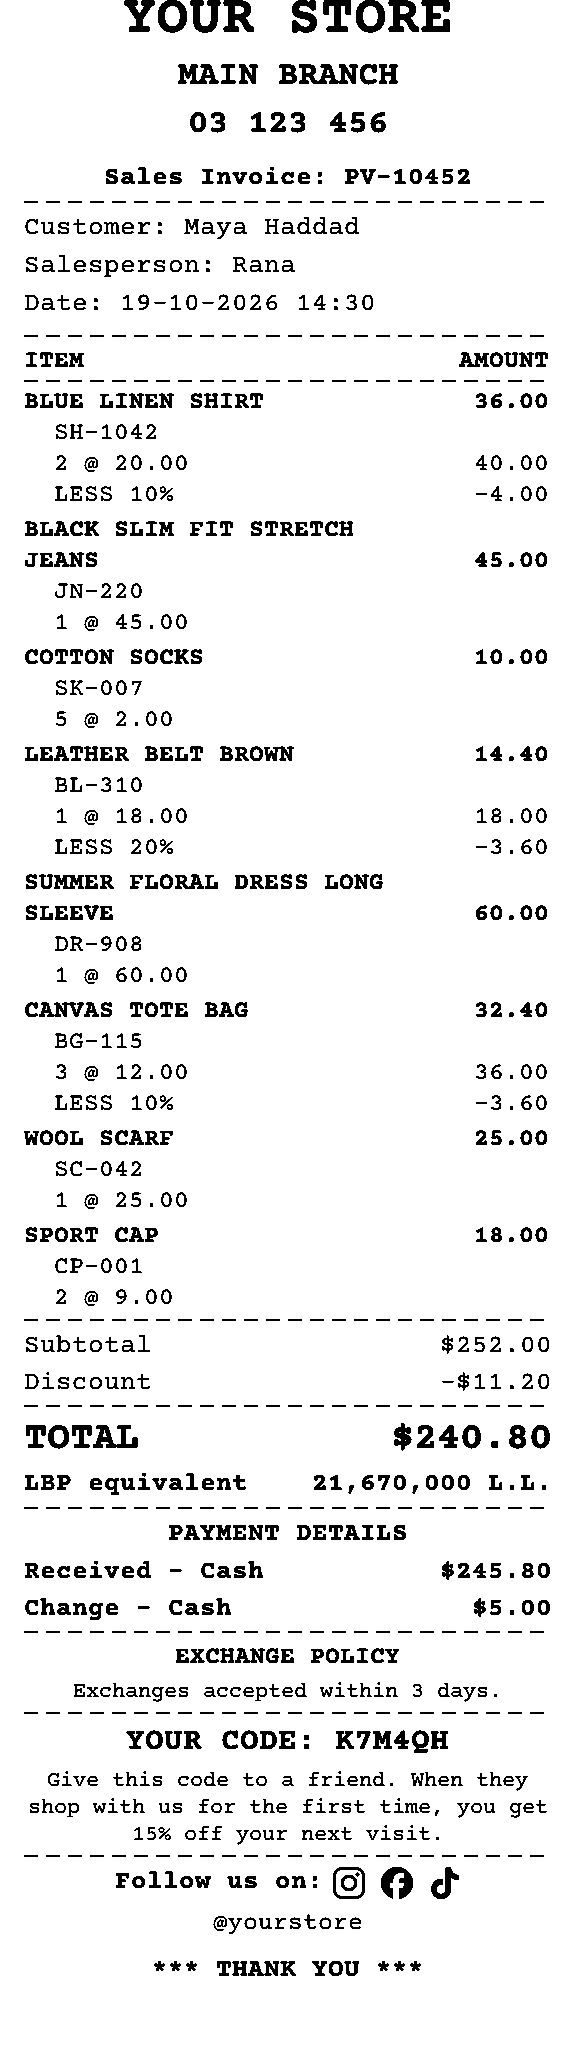 YOUR STORE
MAIN BRANCH
03 123 456
Sales Invoice: PV-10452
Customer: Maya Haddad
Salesperson: Rana
Date: 19-10-2026 14:30
ITEM AMOUNT
BLUE LINEN SHIRT 36.00
SH-1042
2 @ 20.00 40.00
LESS 10% -4.00
BLACK SLIM FIT STRETCH
JEANS 45.00
JN-220
1 @ 45.00
COTTON SOCKS 10.00
SK-007
5 @ 2.00
LEATHER BELT BROWN 14.40
BL-310
1 @ 18.00 18.00
LESS 20% -3.60
SUMMER FLORAL DRESS LONG
SLEEVE 60.00
DR-908
1 @ 60.00
CANVAS TOTE BAG 32.40
BG-115
3 @ 12.00 36.00
LESS 10% -3.60
WOOL SCARF 25.00
SC-042
1 @ 25.00
SPORT CAP 18.00
CP-001
2 @ 9.00
Subtotal $252.00
Discount -$11.20
TOTAL $240.80
LBP equivalent 21,670,000 L.L.
PAYMENT DETAILS
Received - Cash $245.80
Change - Cash $5.00
EXCHANGE POLICY
Exchanges accepted within 3 days.
YOUR CODE: K7M4QH
Give this code to a friend. When they
shop with us for the first time, you get
15% off your next visit.
Follow us on:
@yourstore
*** THANK YOU ***